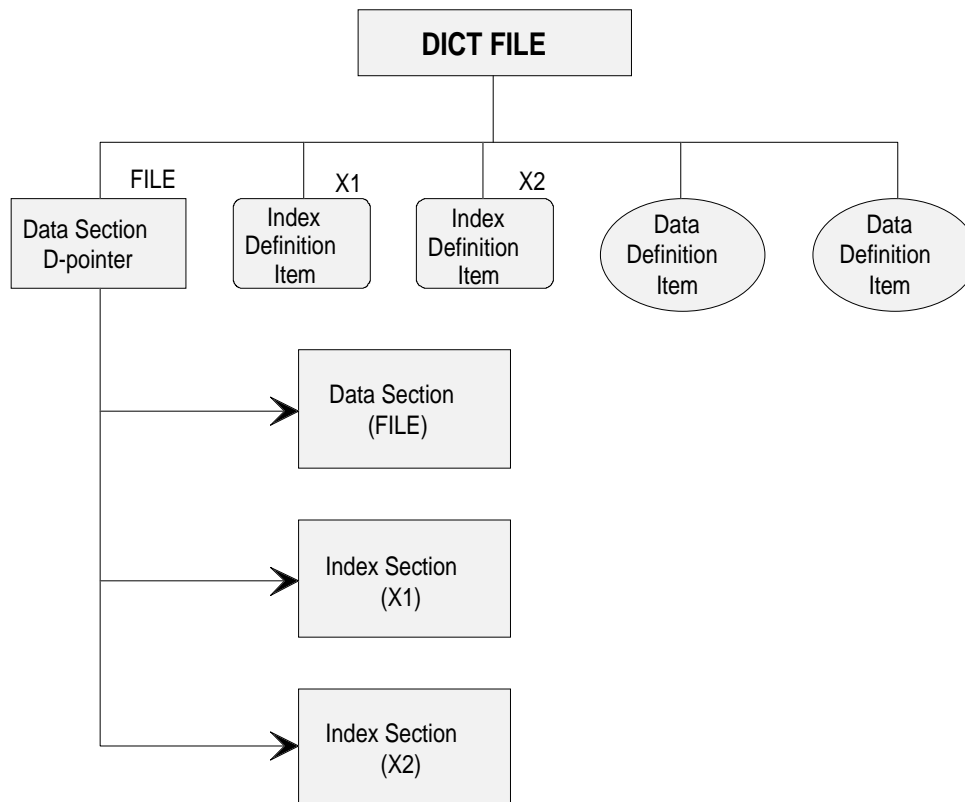 DICT FILE
FILE
X1
X2
Data Section
D-pointer
Index
Definition
Item
Index
Definition
Item
Data
Definition
Item
Data
Definition
Item
Data Section
(FILE)
Index Section
(X1)
Index Section
(X2)